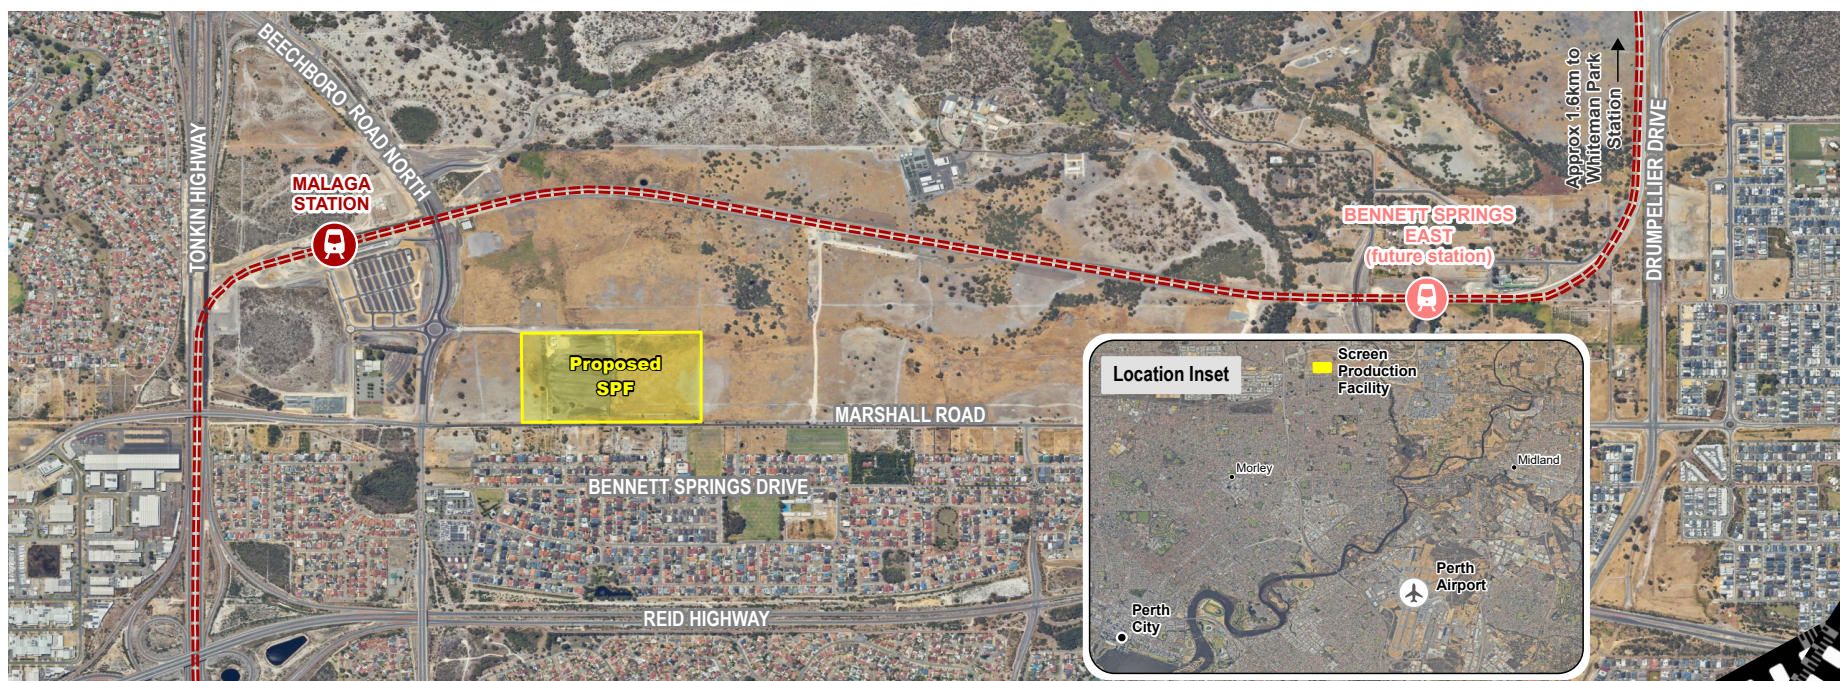 BEECHBORO ROAD NORTH
TONKIN HIGHWAY
MALAGA
STATION
Approx 1.6km to
Whiteman Park
Station
DRUMPELLIER DRIVE
BENNETT SPRINGS
EAST
(future station)
Proposed
SPF
MARSHALL ROAD
BENNETT SPRINGS DRIVE
REID HIGHWAY
Location Inset
Screen
Production
Facility
Morley
Midland
Perth
Airport
Perth
City